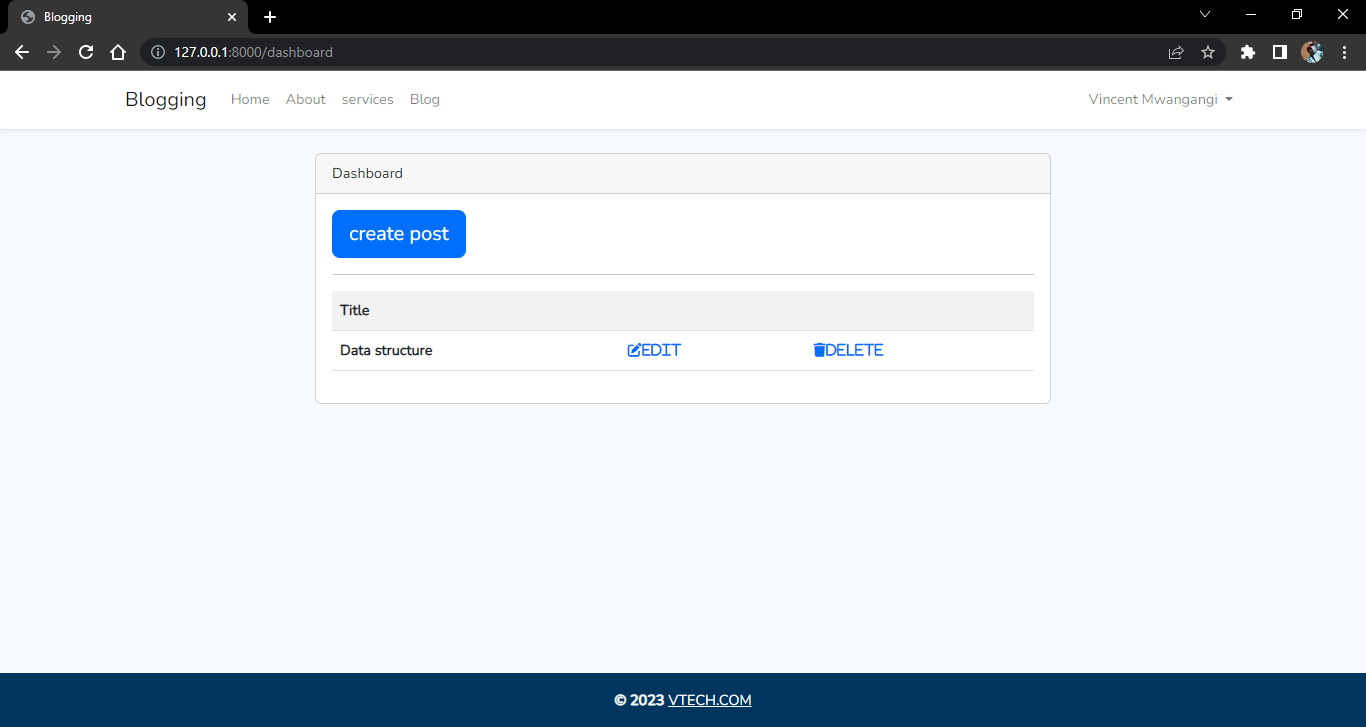 Blogging
127.0.0.1:8000/dashboard
Blogging Home About services Blog Vincent Mwangangi
Dashboard
create post
Title
Data structure EDIT DELETE
© 2023 VTECH.COM